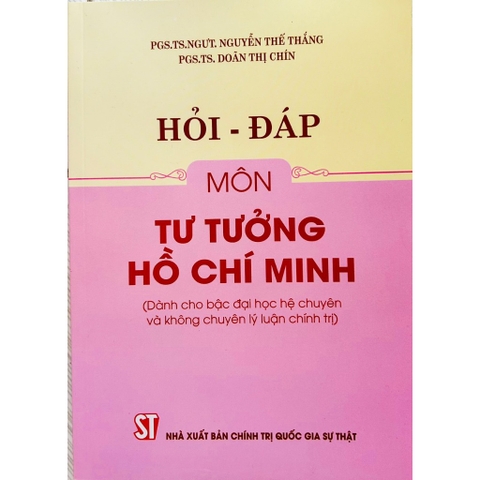 PGS.TS.NGƯT. NGUYỄN THẾ THẮNG
PGS.TS. DOÃN THỊ CHÍN
HỎI - ĐÁP
MÔN
TƯ TƯỞNG
HỒ CHÍ MINH
(Dành cho bậc đại học hệ chuyên
và không chuyên lý luận chính trị)
ST
NHÀ XUẤT BẢN CHÍNH TRỊ QUỐC GIA SỰ THẬT